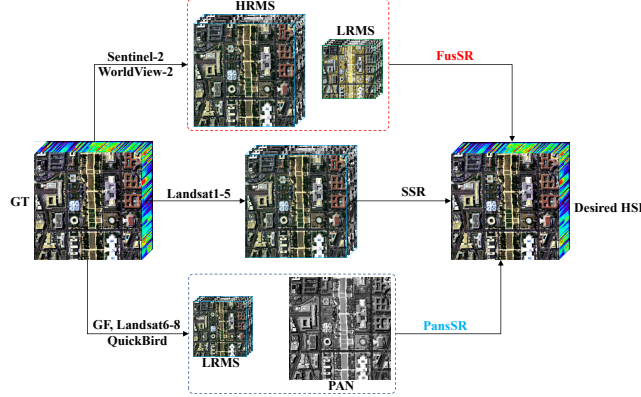 HRMS
LRMS
Sentinel-2
WorldView-2
FusSR
GT
Landsat1-5
SSR
Desired HSI
GF, Landsat6-8
QuickBird
LRMS
PAN
PansSR